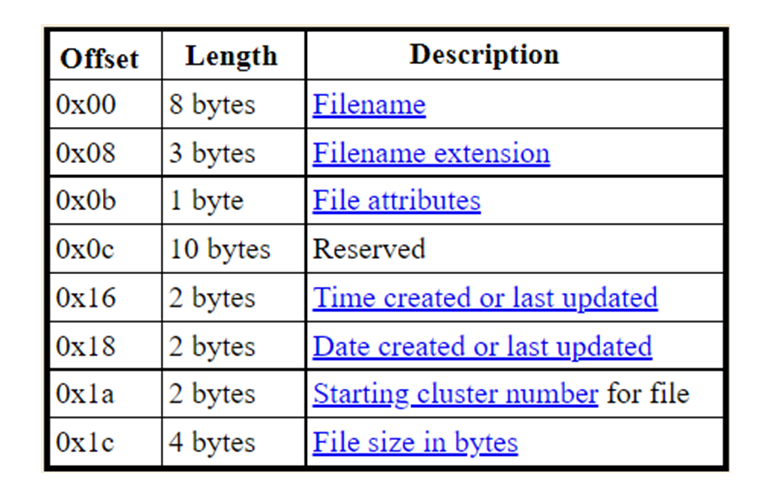 Offset Length Description
0x00 8 bytes Filename
0x08 3 bytes Filename extension
0x0b 1 byte File attributes
0x0c 10 bytes Reserved
0x16 2 bytes Time created or last updated
0x18 2 bytes Date created or last updated
0x1a 2 bytes Starting cluster number for file
0x1c 4 bytes File size in bytes